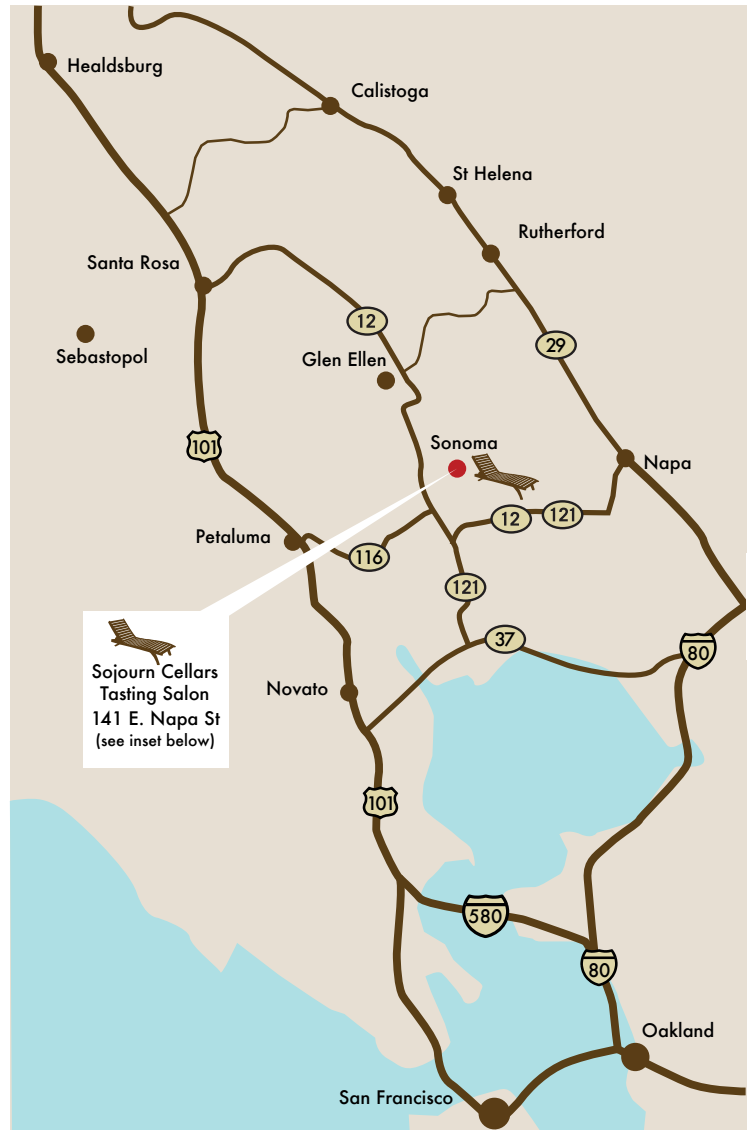 Healdsburg
Calistoga
St Helena
Rutherford
Santa Rosa
12
29
Sebastopol
Glen Ellen
101
Sonoma
Napa
12
121
Petaluma
116
121
37
80
Sojourn Cellars
Tasting Salon
141 E. Napa St
(see inset below)
Novato
101
580
80
Oakland
San Francisco